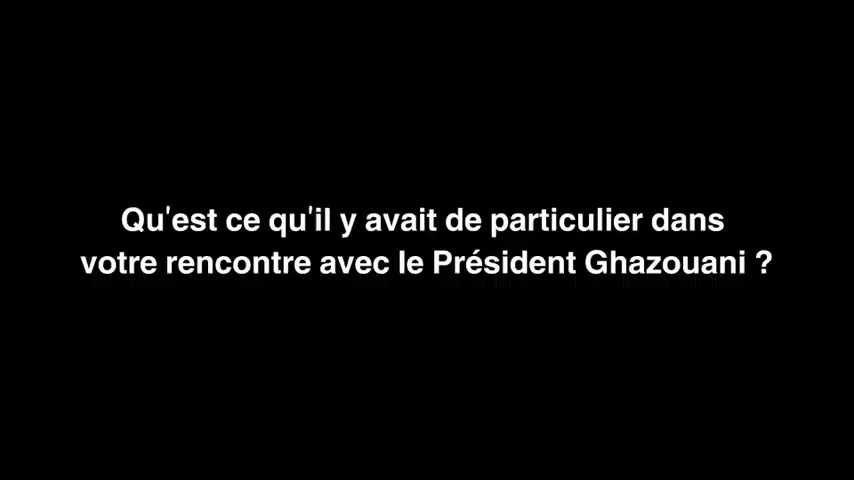 Qu'est ce qu'il y avait de particulier dans
votre rencontre avec le Président Ghazouani ?